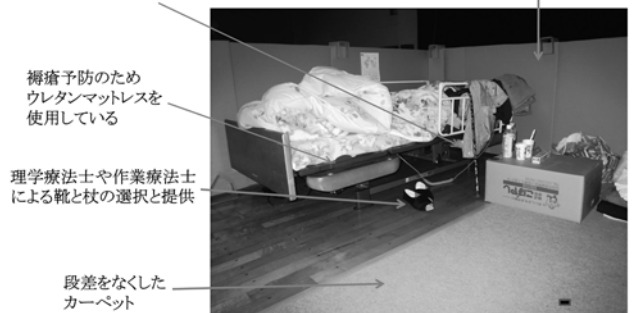 褥瘡予防のため
ウレタンマットレスを
使用している
理学療法士や作業療法士
による靴と杖の選択と提供
段差をなくした
カーペット